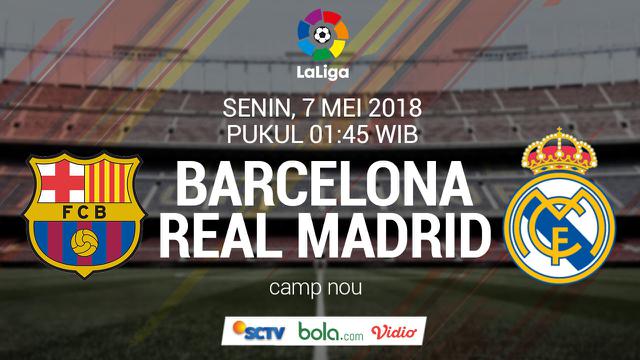 LaLiga
SENIN, 7 MEI 2018
PUKUL 01:45 WIB
BARCELONA
REAL MADRID
FCB
camp nou
SCTV bola.com Vidio